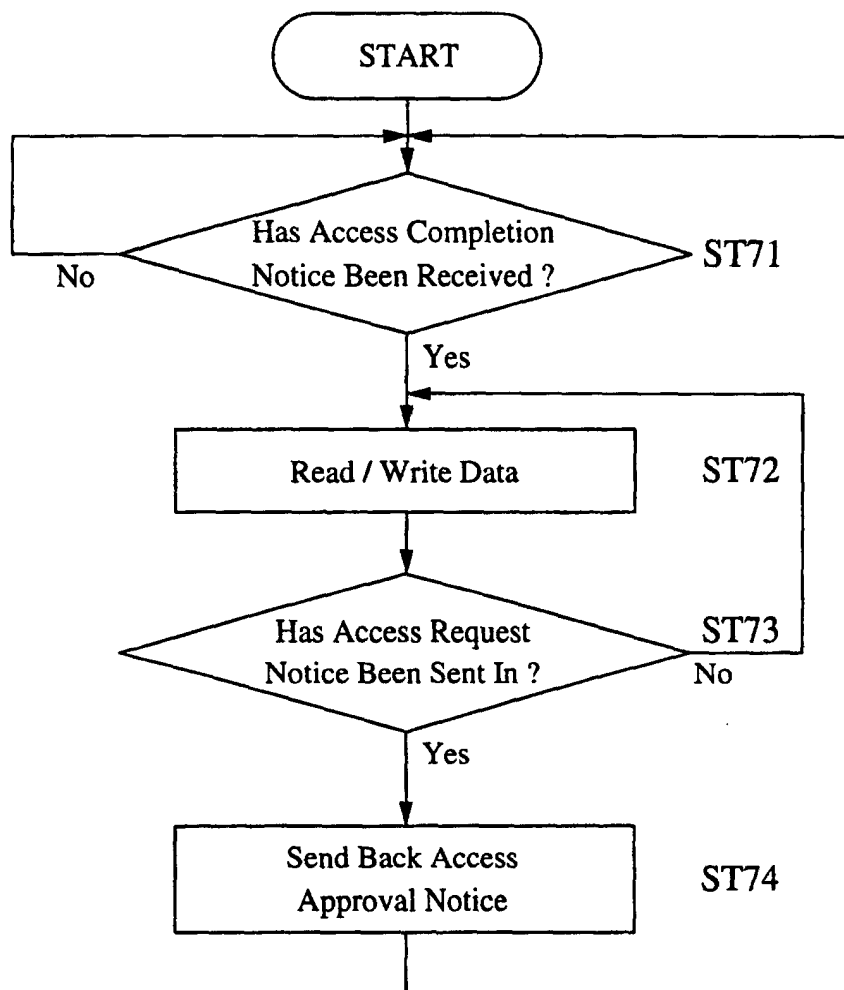 START
Has Access Completion
Notice Been Received ?
ST71
No
Yes
Read / Write Data
ST72
Has Access Request
Notice Been Sent In ?
ST73
No
Yes
Send Back Access
Approval Notice
ST74